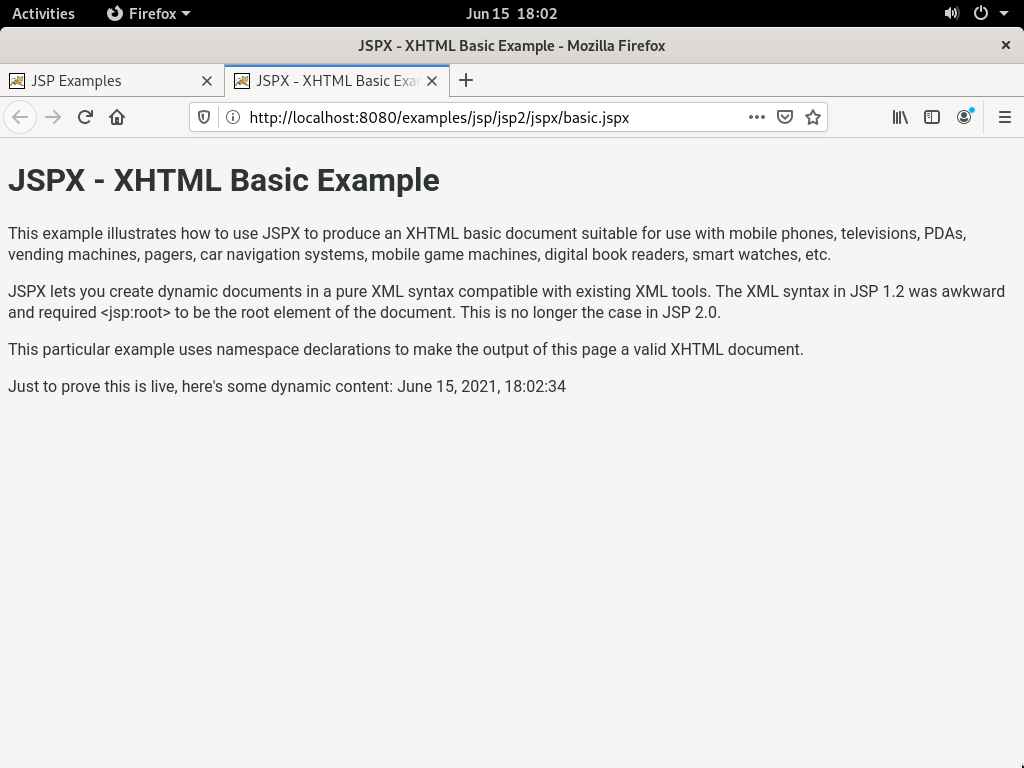 Activities
Firefox
Jun 15 18:02
JSPX - XHTML Basic Example - Mozilla Firefox
JSP Examples
JSPX - XHTML Basic Exa
http://localhost:8080/examples/jsp/jsp2/jspx/basic.jspx
JSPX - XHTML Basic Example
This example illustrates how to use JSPX to produce an XHTML basic document suitable for use with mobile phones, televisions, PDAs,
vending machines, pagers, car navigation systems, mobile game machines, digital book readers, smart watches, etc.
JSPX lets you create dynamic documents in a pure XML syntax compatible with existing XML tools. The XML syntax in JSP 1.2 was awkward
and required <jsp:root> to be the root element of the document. This is no longer the case in JSP 2.0.
This particular example uses namespace declarations to make the output of this page a valid XHTML document.
Just to prove this is live, here's some dynamic content: June 15, 2021, 18:02:34